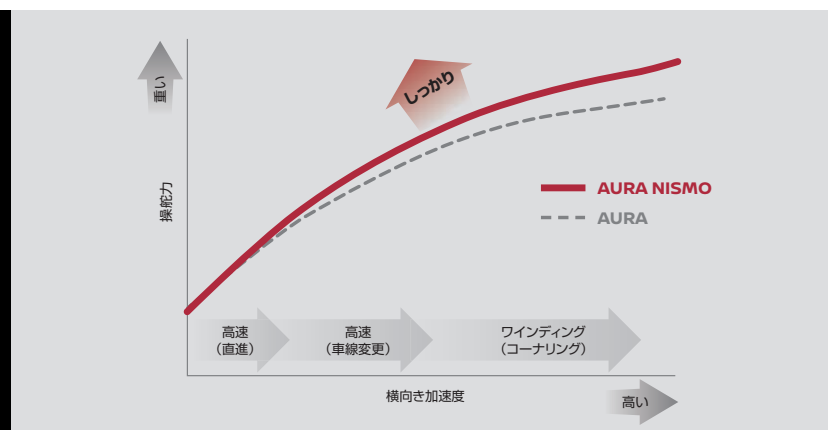 重い
しっかり
操舵力
AURA NISMO
AURA
高速
（直進）
高速
（車線変更）
ワインディング
（コーナリング）
横向き加速度
高い